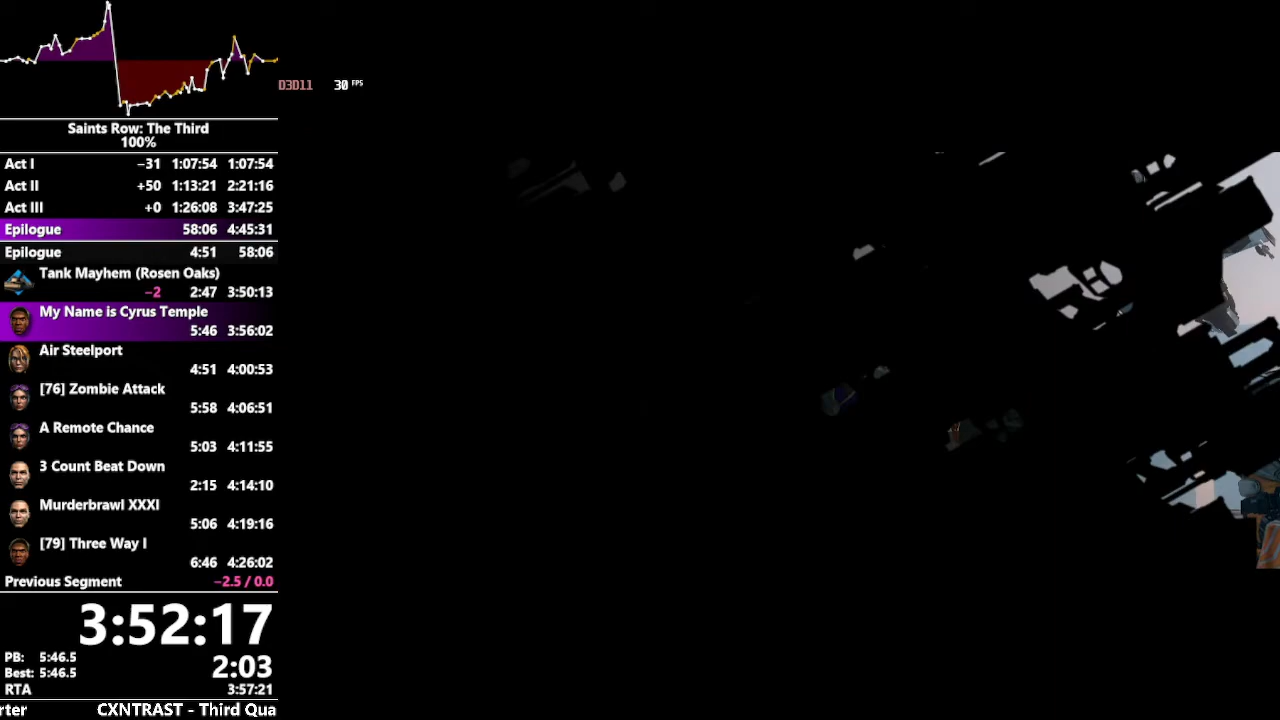 D3D11 30 FPS
Saints Row: The Third
100%
Act I −31 1:07:54 1:07:54
Act II +50 1:13:21 2:21:16
Act III +0 1:26:08 3:47:25
Epilogue 58:06 4:45:31
Epilogue 4:51 58:06
Tank Mayhem (Rosen Oaks)
−2 2:47 3:50:13
My Name is Cyrus Temple
5:46 3:56:02
Air Steelport
4:51 4:00:53
[76] Zombie Attack
5:58 4:06:51
A Remote Chance
5:03 4:11:55
3 Count Beat Down
2:15 4:14:10
Murderbrawl XXXI
5:06 4:19:16
[79] Three Way I
6:46 4:26:02
Previous Segment −2.5 / 0.0
3:52:17
PB: 5:46.5
Best: 5:46.5
2:03
RTA 3:57:21
rter CXNTRAST - Third Qua